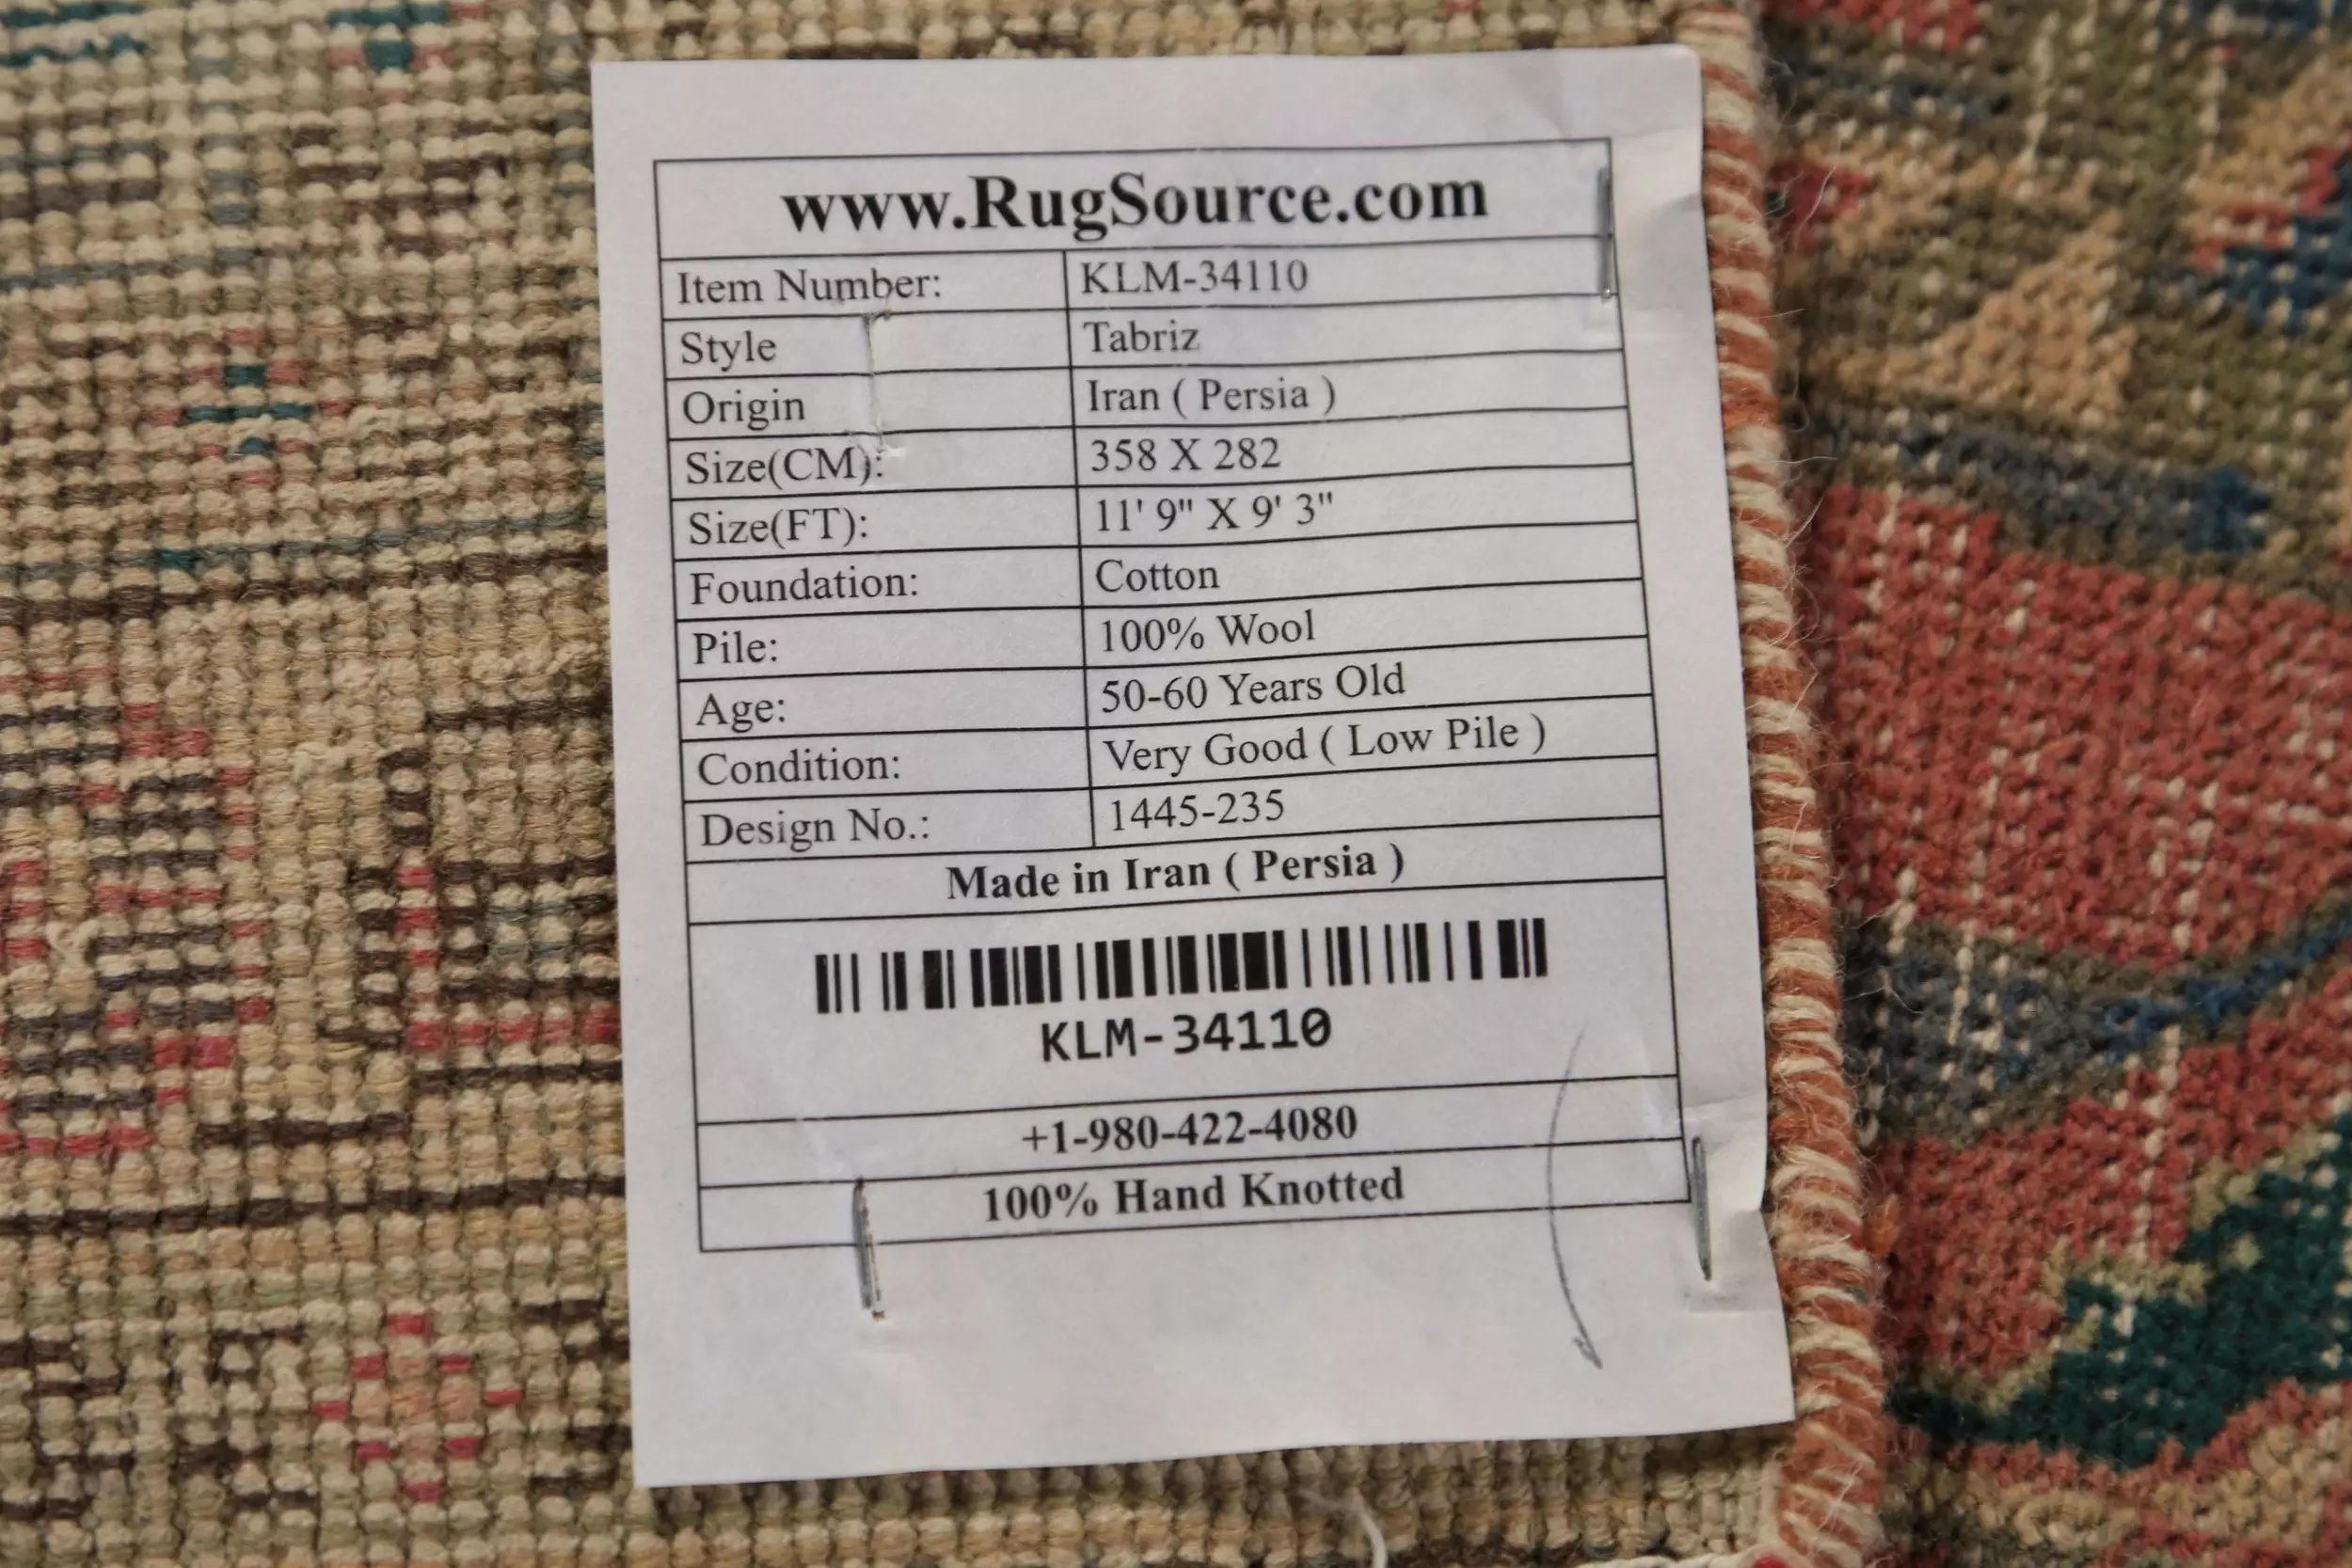 www.RugSource.com
Item Number: KLM-34110
Style Tabriz
Origin Iran ( Persia )
Size(CM): 358 X 282
Size(FT): 11' 9" X 9' 3"
Foundation: Cotton
Pile: 100% Wool
Age: 50-60 Years Old
Condition: Very Good ( Low Pile )
Design No.: 1445-235
Made in Iran ( Persia )
KLM-34110
+1-980-422-4080
100% Hand Knotted